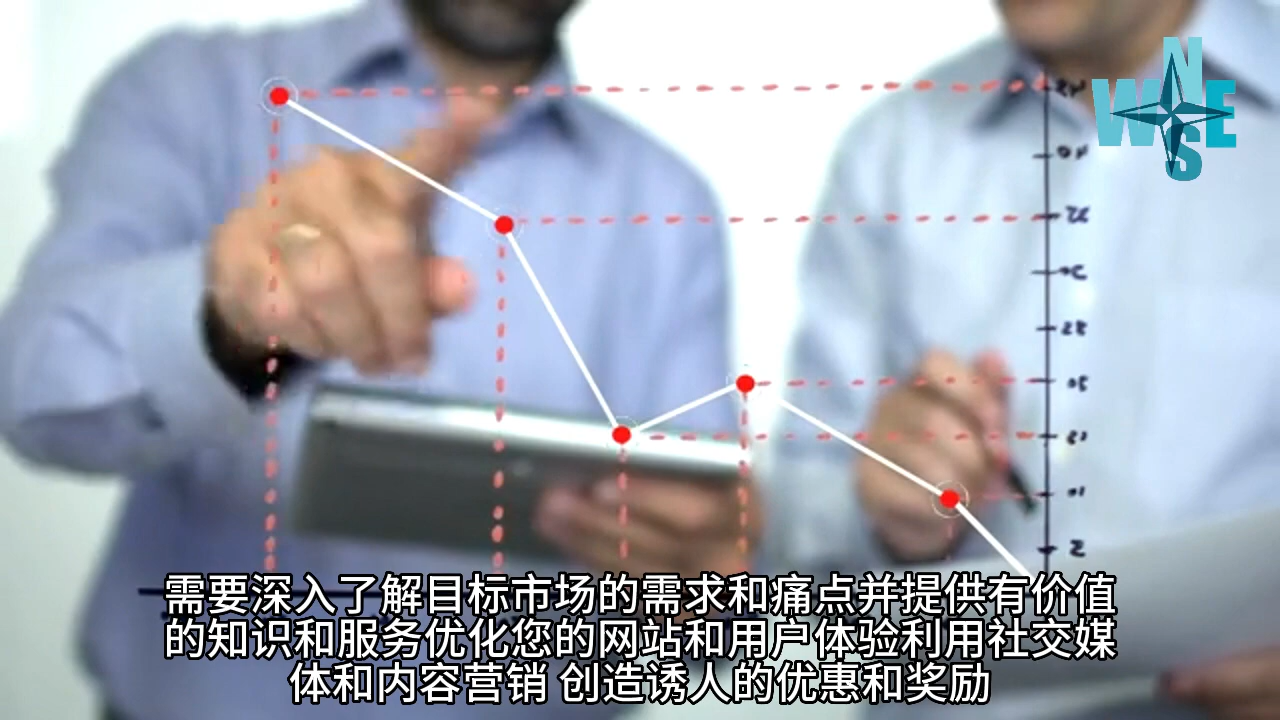 N
W E
S
需要深入了解目标市场的需求和痛点并提供有价值
的知识和服务优化您的网站和用户体验利用社交媒
体和内容营销 创造诱人的优惠和奖励